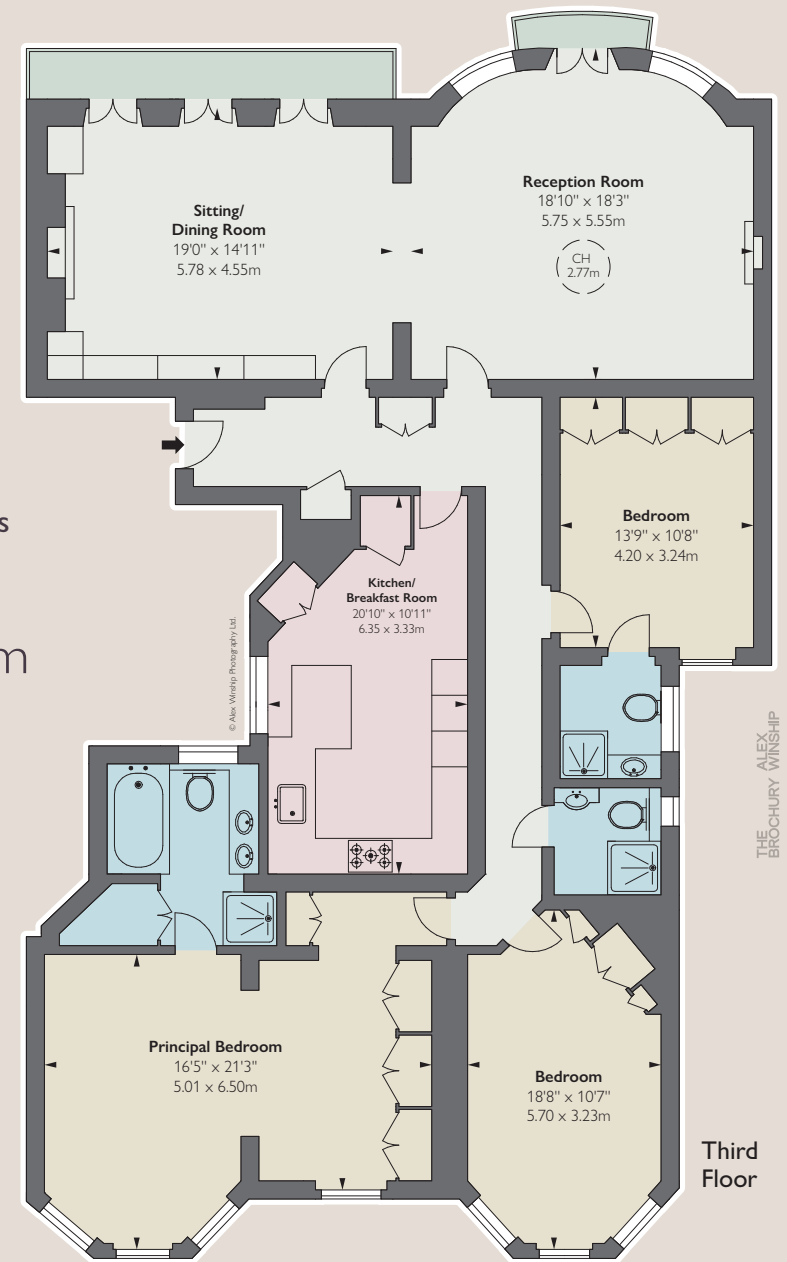 Sitting/
Dining Room
19'0" x 14'11"
5.78 x 4.55m
Reception Room
18'10" x 18'3"
5.75 x 5.55m
CH
2.77m
Bedroom
13'9" x 10'8"
4.20 x 3.24m
s
Kitchen/
Breakfast Room
20'10" x 10'11"
6.35 x 3.33m
m
© Alex Winship Photography Ltd.
THE ALEX
BROCHURY WINSHIP
Principal Bedroom
16'5" x 21'3"
5.01 x 6.50m
Bedroom
18'8" x 10'7"
5.70 x 3.23m
Third
Floor